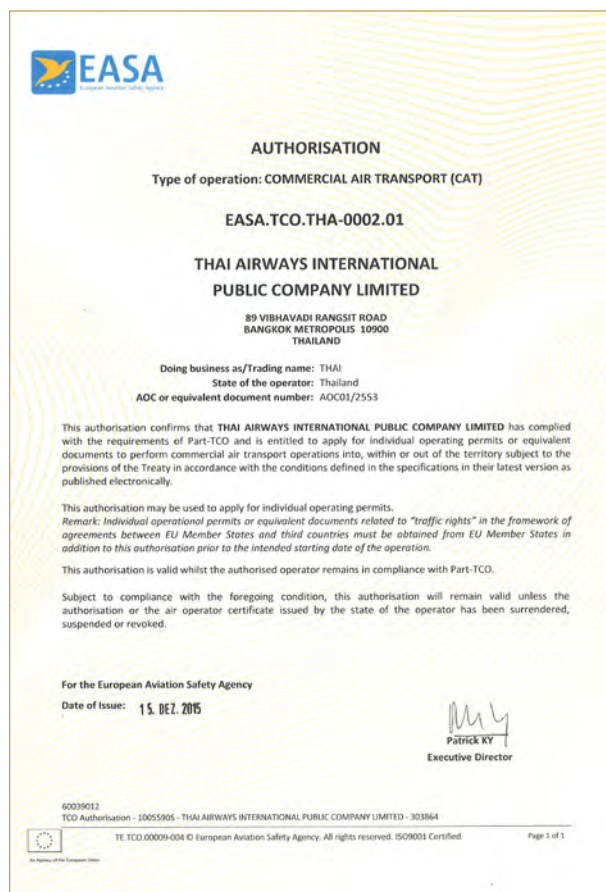 EASA
European Aviation Safety Agency
AUTHORISATION
Type of operation: COMMERCIAL AIR TRANSPORT (CAT)
EASA.TCO.THA-0002.01
THAI AIRWAYS INTERNATIONAL
PUBLIC COMPANY LIMITED
89 VIBHAVADI RANGSIT ROAD
BANGKOK METROPOLIS 10900
THAILAND
Doing business as/Trading name: THAI
State of the operator: Thailand
AOC or equivalent document number: AOC01/2553
This authorisation confirms that THAI AIRWAYS INTERNATIONAL PUBLIC COMPANY LIMITED has complied
with the requirements of Part-TCO and is entitled to apply for individual operating permits or equivalent
documents to perform commercial air transport operations into, within or out of the territory subject to the
provisions of the Treaty in accordance with the conditions defined in the specifications in their latest version as
published electronically.
This authorisation may be used to apply for individual operating permits.
Remark: Individual operational permits or equivalent documents related to "traffic rights" in the framework of
agreements between EU Member States and third countries must be obtained from EU Member States in
addition to this authorisation prior to the intended starting date of the operation.
This authorisation is valid whilst the authorised operator remains in compliance with Part-TCO.
Subject to compliance with the foregoing condition, this authorisation will remain valid unless the
authorisation or the air operator certificate issued by the state of the operator has been surrendered,
suspended or revoked.
For the European Aviation Safety Agency
Date of Issue: 15. DEZ. 2015
Patrick KY
Executive Director
60039012
TCO Authorisation - 10055905 - THAI AIRWAYS INTERNATIONAL PUBLIC COMPANY LIMITED - 303864
TE.TCO.00009-004 © European Aviation Safety Agency. All rights reserved. ISO9001 Certified. Page 1 of 1
An Agency of the European Union